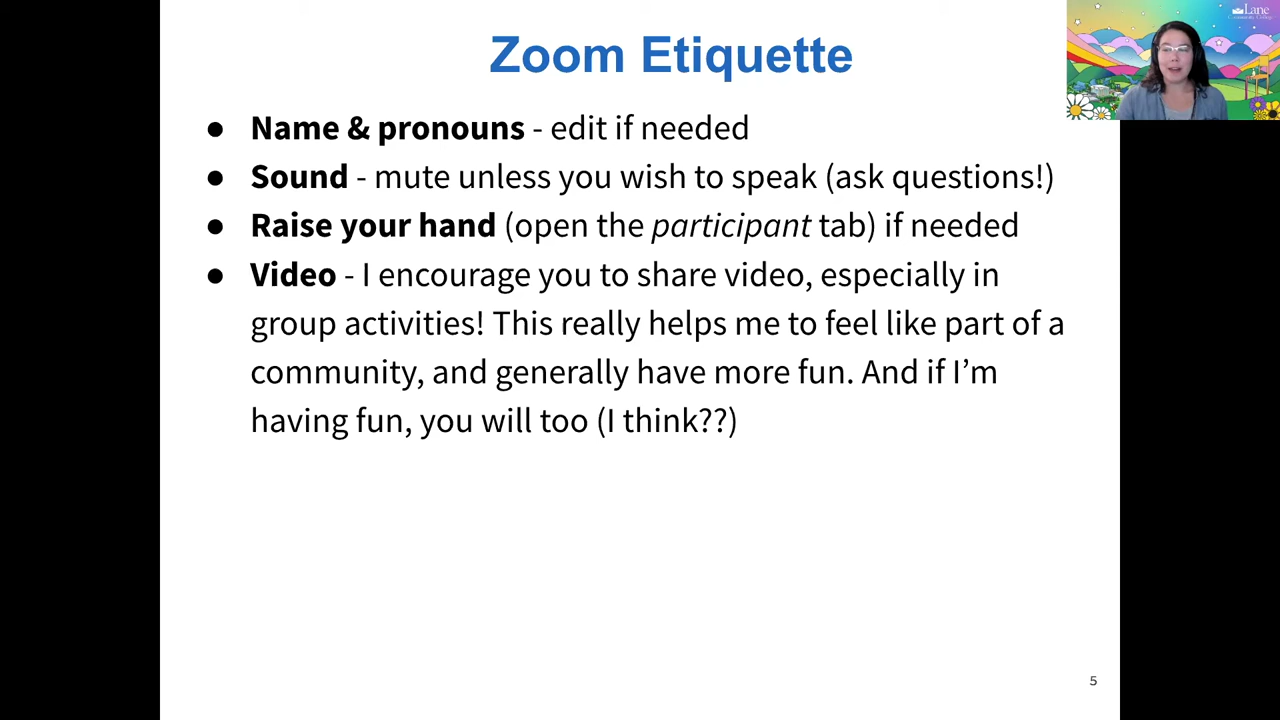 Zoom Etiquette
Lane
Community College
● Name & pronouns - edit if needed
● Sound - mute unless you wish to speak (ask questions!)
● Raise your hand (open the participant tab) if needed
● Video - I encourage you to share video, especially in
group activities! This really helps me to feel like part of a
community, and generally have more fun. And if I’m
having fun, you will too (I think??)
5